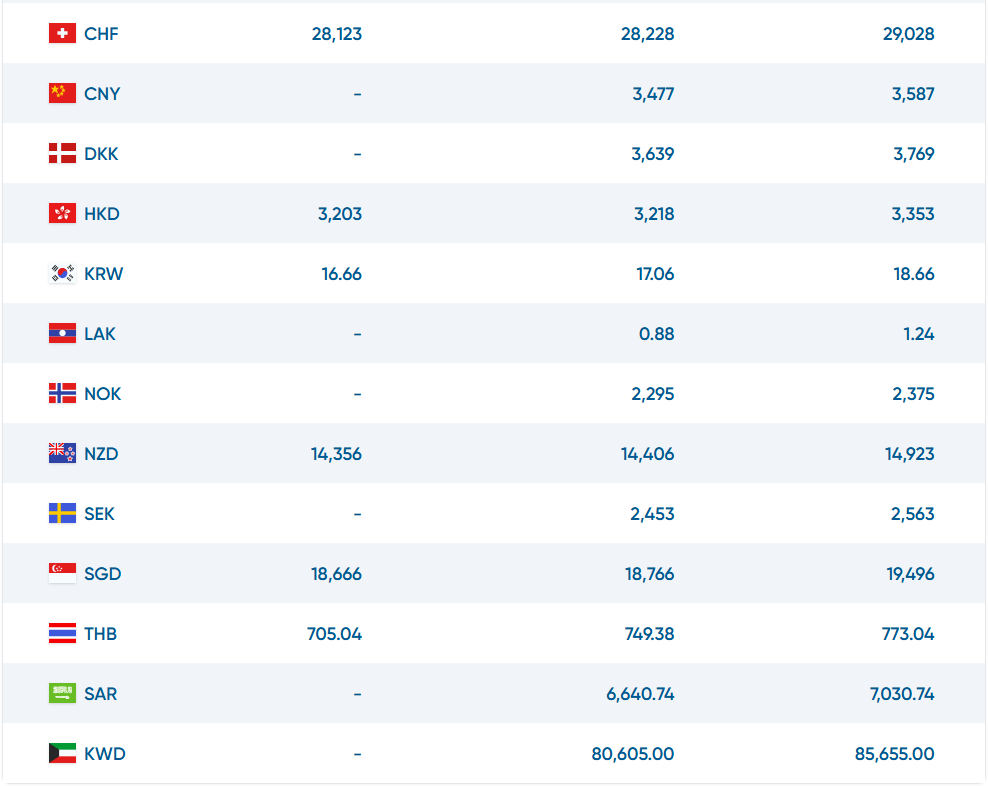 CHF 28,123 28,228 29,028
CNY - 3,477 3,587
DKK - 3,639 3,769
HKD 3,203 3,218 3,353
KRW 16.66 17.06 18.66
LAK - 0.88 1.24
NOK - 2,295 2,375
NZD 14,356 14,406 14,923
SEK - 2,453 2,563
SGD 18,666 18,766 19,496
THB 705.04 749.38 773.04
SAR - 6,640.74 7,030.74
KWD - 80,605.00 85,655.00